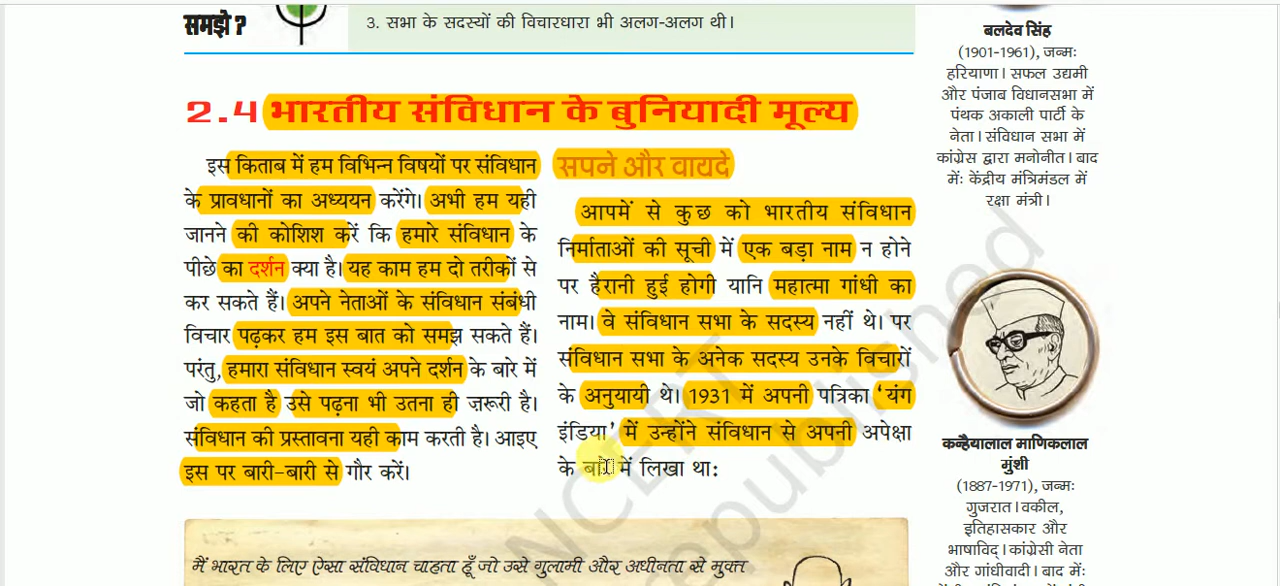 समझे ?
3. सभा के सदस्यों की विचारधारा भी अलग-अलग थी।
2.4 भारतीय संविधान के बुनियादी मूल्य
इस किताब में हम विभिन्न विषयों पर संविधान
के प्रावधानों का अध्ययन करेंगे। अभी हम यही
जानने की कोशिश करें कि हमारे संविधान के
पीछे का दर्शन क्या है। यह काम हम दो तरीकों से
कर सकते हैं। अपने नेताओं के संविधान संबंधी
विचार पढ़कर हम इस बात को समझ सकते हैं।
परंतु, हमारा संविधान स्वयं अपने दर्शन के बारे में
जो कहता है उसे पढ़ना भी उतना ही ज़रूरी है।
संविधान की प्रस्तावना यही काम करती है। आइए
इस पर बारी-बारी से गौर करें।
सपने और वायदे
आपमें से कुछ को भारतीय संविधान
निर्माताओं की सूची में एक बड़ा नाम न होने
पर हैरानी हुई होगी यानि महात्मा गांधी का
नाम। वे संविधान सभा के सदस्य नहीं थे। पर
संविधान सभा के अनेक सदस्य उनके विचारों
के अनुयायी थे। 1931 में अपनी पत्रिका ‘यंग
इंडिया’ में उन्होंने संविधान से अपनी अपेक्षा
के बारे में लिखा था:
मैं भारत के लिए ऐसा संविधान चाहता हूँ जो उसे गुलामी और अधीनता से मुक्त
बलदेव सिंह
(1901-1961), जन्मः
हरियाणा। सफल उद्यमी
और पंजाब विधानसभा में
पंथक अकाली पार्टी के
नेता। संविधान सभा में
कांग्रेस द्वारा मनोनीत। बाद
में: केंद्रीय मंत्रिमंडल में
रक्षा मंत्री।
कन्हैयालाल माणिकलाल
मुंशी
(1887-1971), जन्मः
गुजरात। वकील,
इतिहासकार और
भाषाविद्। कांग्रेसी नेता
और गांधीवादी। बाद में:
NCERT
republished